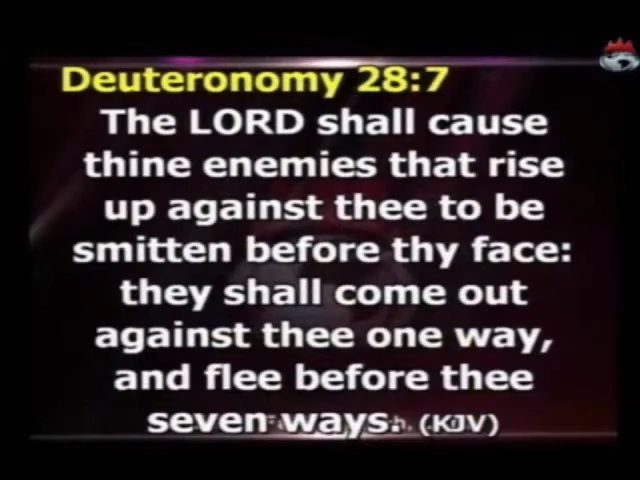 Deuteronomy 28:7
The LORD shall cause
thine enemies that rise
up against thee to be
smitten before thy face:
they shall come out
against thee one way,
and flee before thee
seven ways. (KJV)